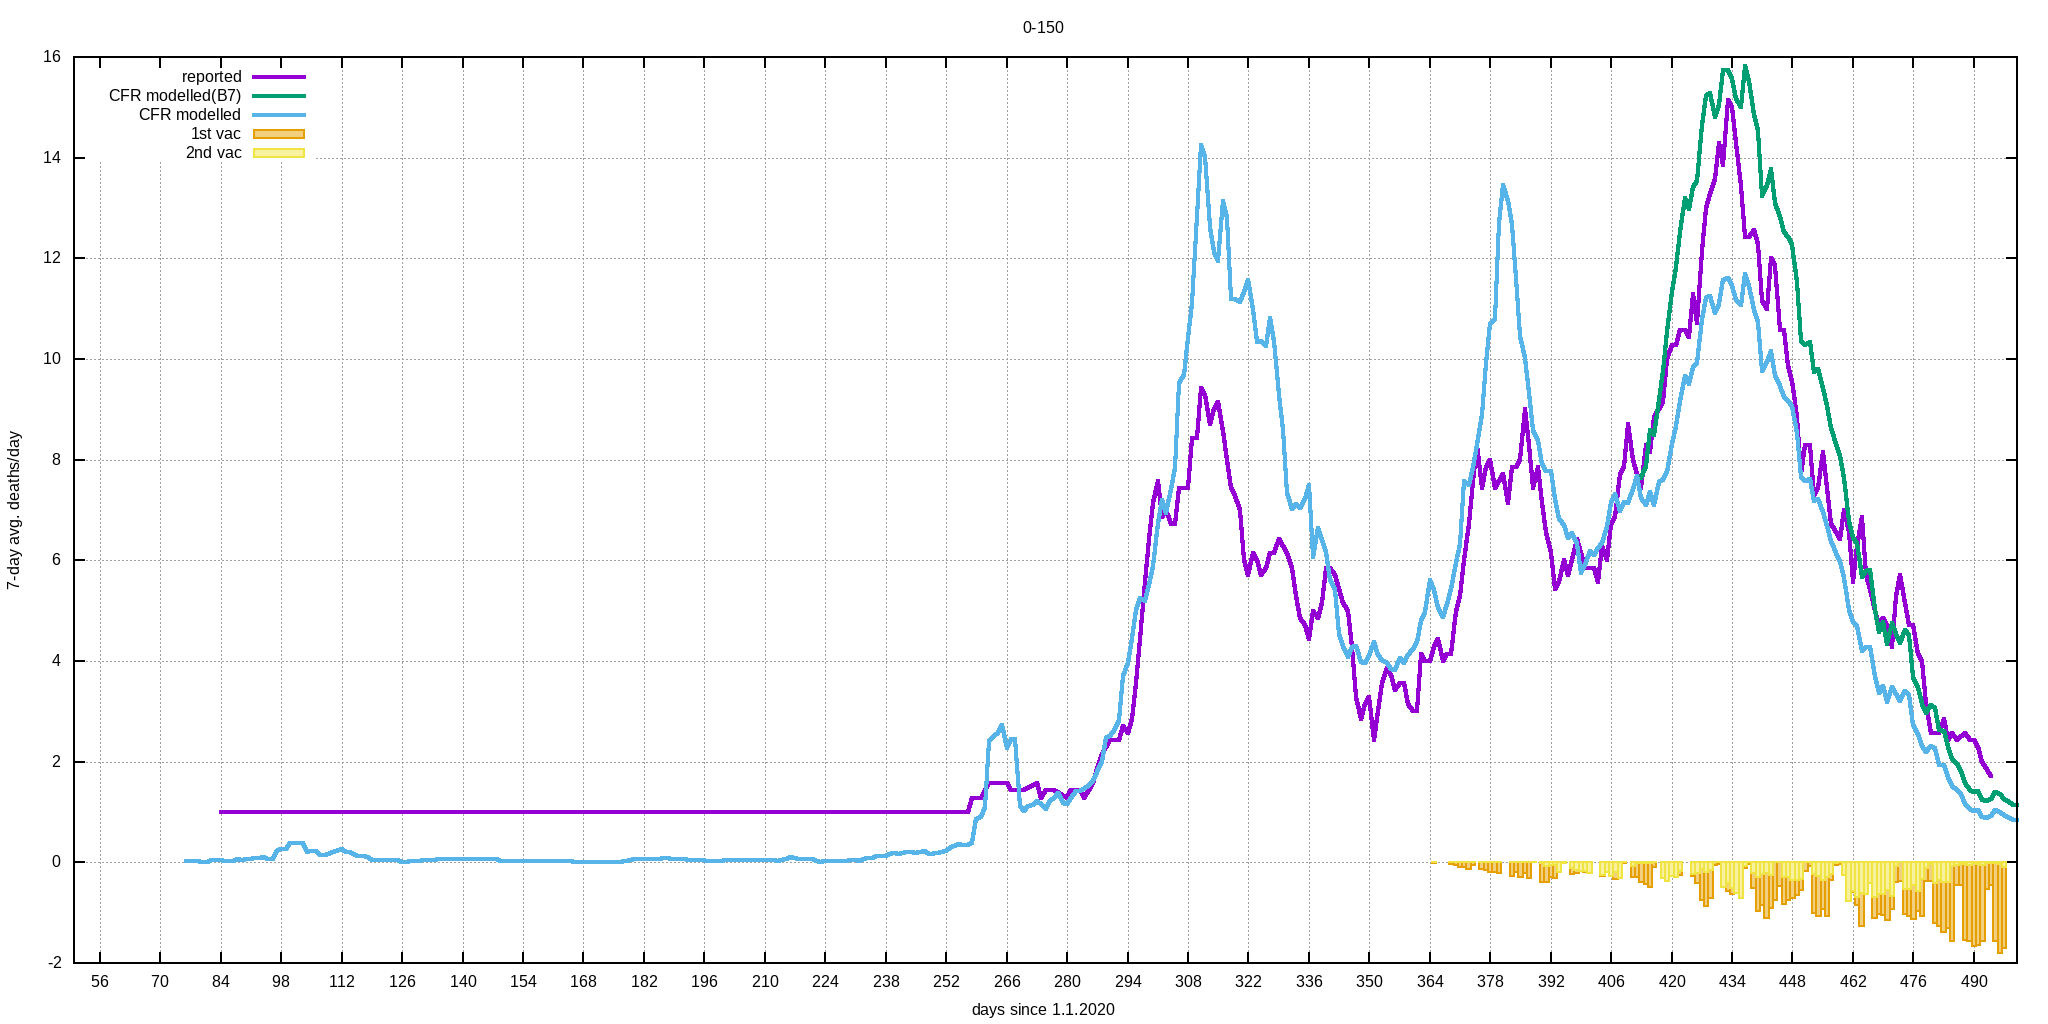 0-150
16
14
12
10
8
6
4
2
0
-2
reported
CFR modelled(B7)
CFR modelled
1st vac
2nd vac
7-day avg. deaths/day
56 70 84 98 112 126 140 154 168 182 196 210 224 238 252 266 280 294 308 322 336 350 364 378 392 406 420 434 448 462 476 490
days since 1.1.2020